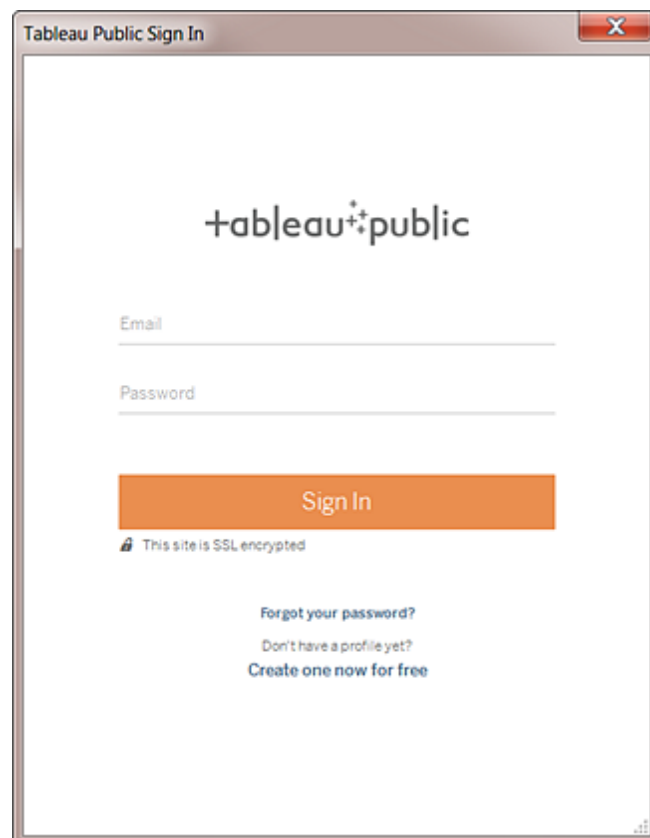 Tableau Public Sign In
tableau public
Email
Password
Sign In
This site is SSL encrypted
Forgot your password?
Don't have a profile yet?
Create one now for free